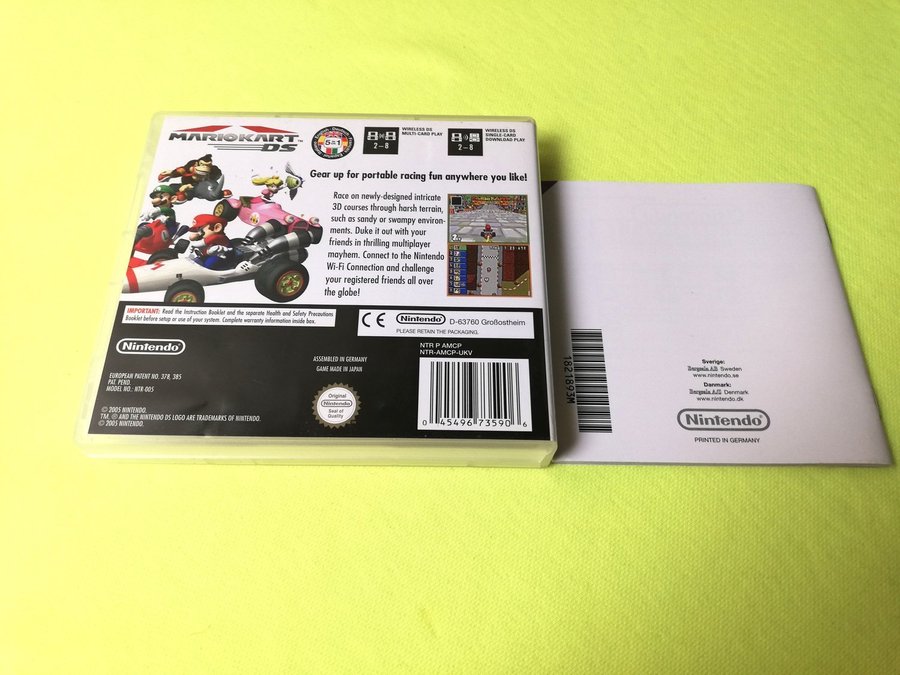 MARIOKART™
DS
5 in 1
WIRELESS DS
MULTI-CARD PLAY
2–8
WIRELESS DS
SINGLE-CARD
DOWNLOAD PLAY
2–8
Gear up for portable racing fun anywhere you like!
Race on newly-designed intricate
3D courses through harsh terrain,
such as sandy or swampy environ-
ments. Duke it out with your
friends in thrilling multiplayer
mayhem. Connect to the Nintendo
Wi-Fi Connection and challenge
your registered friends all over
the globe!
IMPORTANT: Read the Instruction Booklet and the separate Health and Safety Precautions
Booklet before setup or use of your system. Complete warranty information inside box.
CE Nintendo D-63760 Großostheim
PLEASE RETAIN THE PACKAGING.
Nintendo®
EUROPEAN PATENT NO. 378, 385
PAT. PEND.
MODEL NO.: NTR-005
© 2005 NINTENDO.
TM, ® AND THE NINTENDO DS LOGO ARE TRADEMARKS OF NINTENDO.
© 2005 NINTENDO.
ASSEMBLED IN GERMANY
GAME MADE IN JAPAN
Original
Nintendo
Seal of
Quality
NTR P AMCP
NTR-AMCP-UKV
0 45496 73590 6
1821893M
Sverige:
Bergsala AB Sweden
www.nintendo.se
Danmark:
Bergsala A/S Denmark
www.nintendo.dk
Nintendo®
PRINTED IN GERMANY